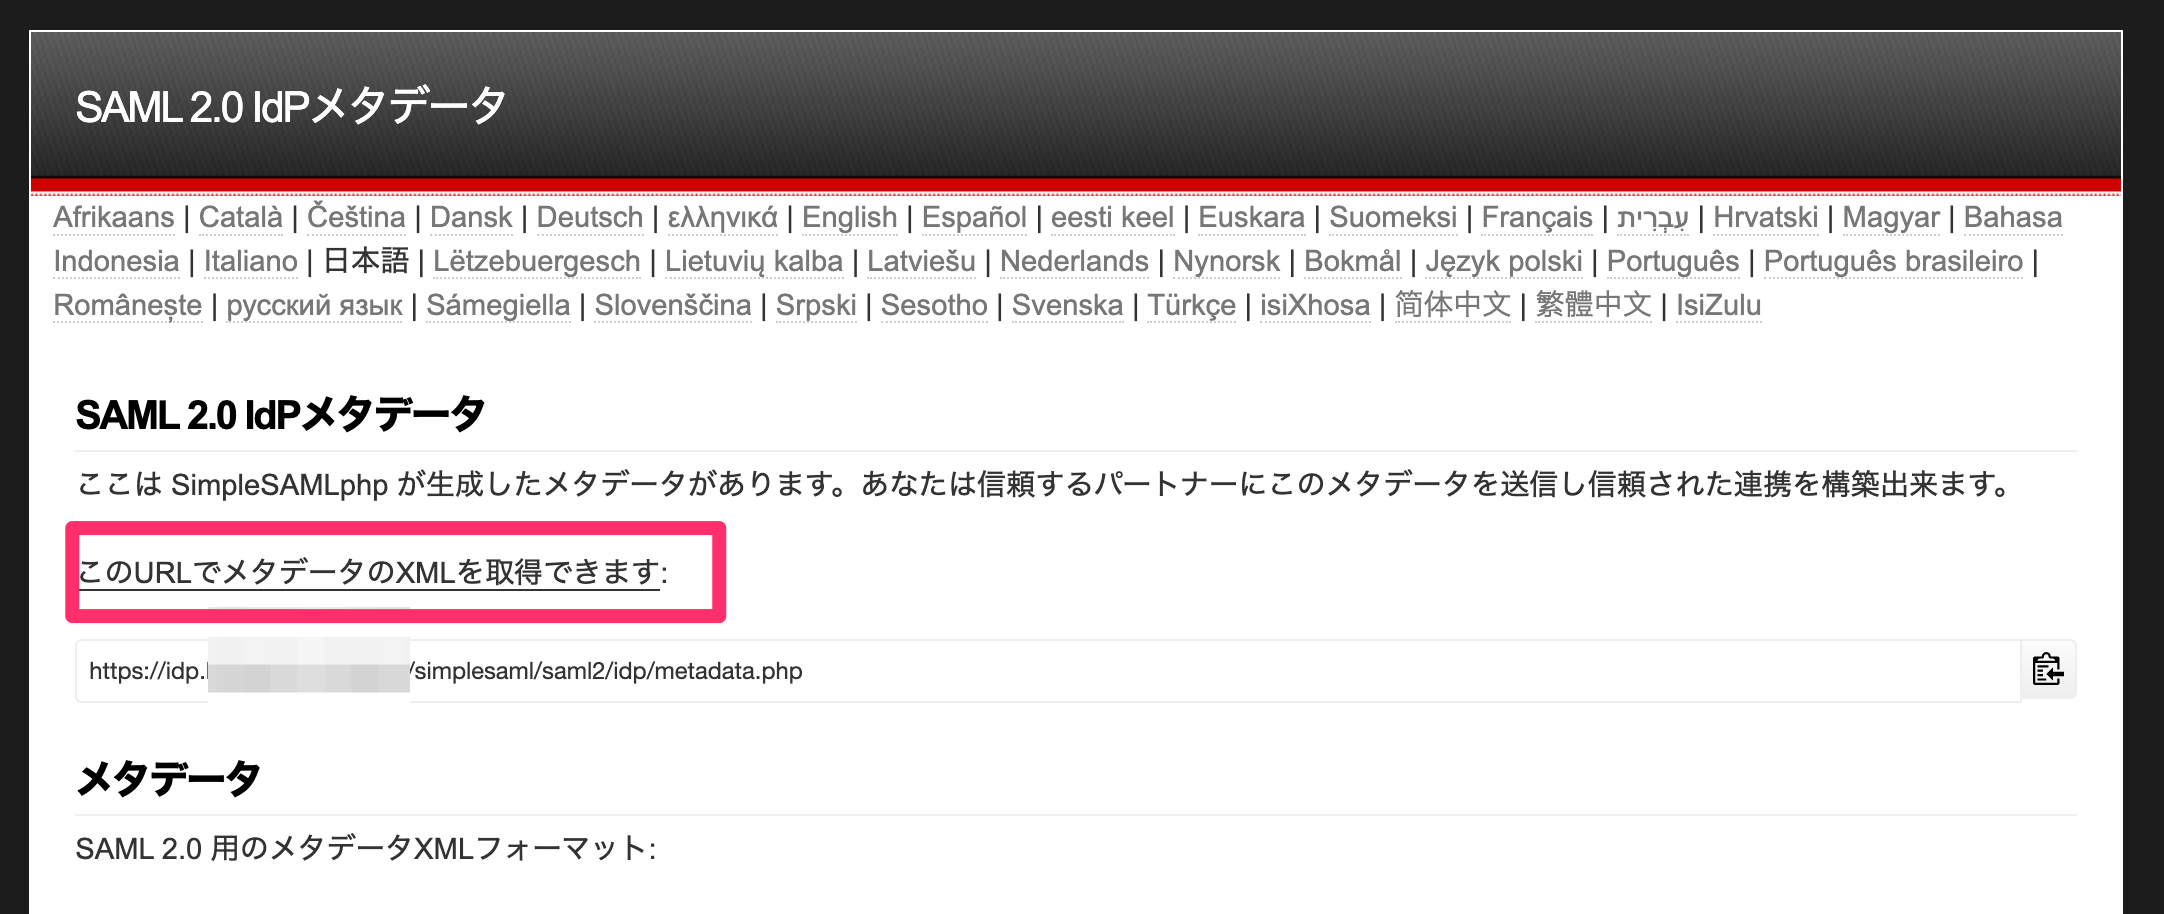 SAML 2.0 IdPメタデータ
Afrikaans | Català | Čeština | Dansk | Deutsch | ελληνικά | English | Español | eesti keel | Euskara | Suomeksi | Français | עִבְרִית | Hrvatski | Magyar | Bahasa
Indonesia | Italiano | 日本語 | Lëtzebuergesch | Lietuvių kalba | Latviešu | Nederlands | Nynorsk | Bokmål | Język polski | Português | Português brasileiro |
Românește | русский язык | Sámegiella | Slovenščina | Srpski | Sesotho | Svenska | Türkçe | isiXhosa | 简体中文 | 繁體中文 | IsiZulu
SAML 2.0 IdPメタデータ
ここは SimpleSAMLphp が生成したメタデータがあります。あなたは信頼するパートナーにこのメタデータを送信し信頼された連携を構築出来ます。
このURLでメタデータのXMLを取得できます:
https://idp. /simplesaml/saml2/idp/metadata.php
メタデータ
SAML 2.0 用のメタデータXMLフォーマット: